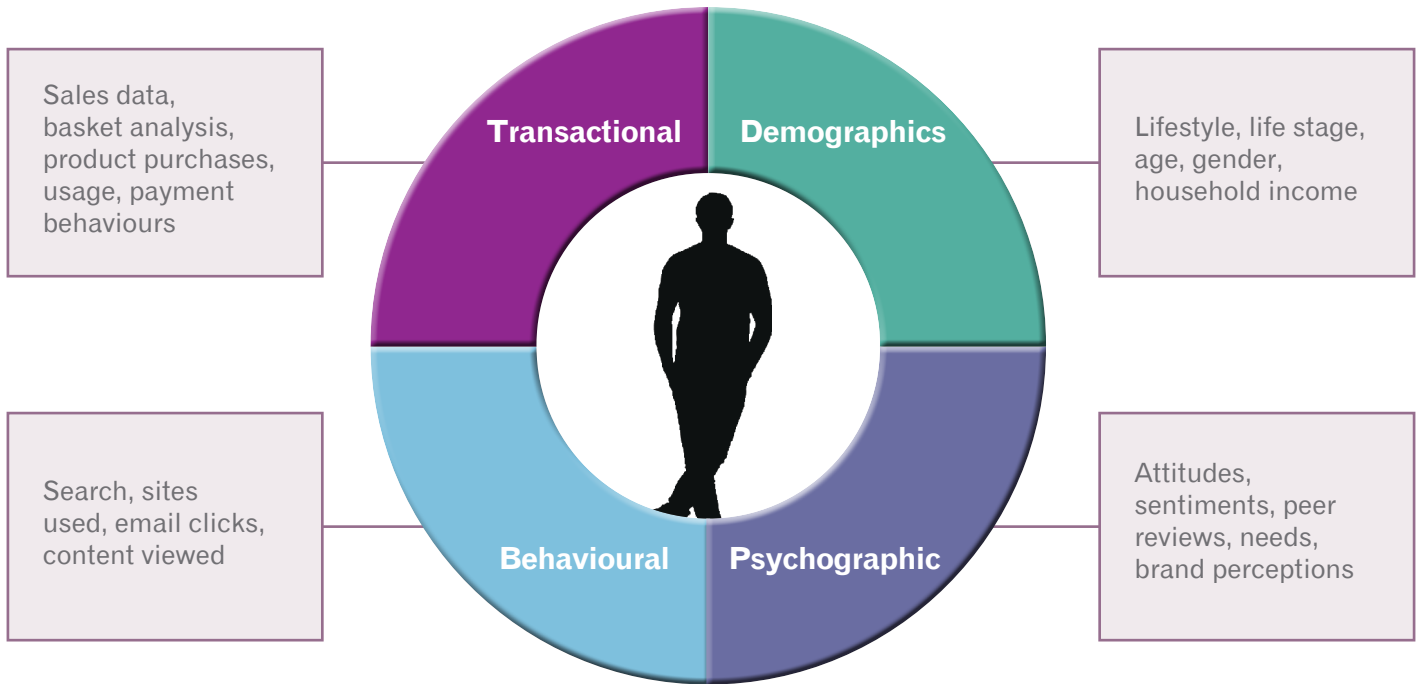 Sales data,
basket analysis,
product purchases,
usage, payment
behaviours
Transactional
Demographics
Lifestyle, life stage,
age, gender,
household income
Search, sites
used, email clicks,
content viewed
Behavioural
Psychographic
Attitudes,
sentiments, peer
reviews, needs,
brand perceptions